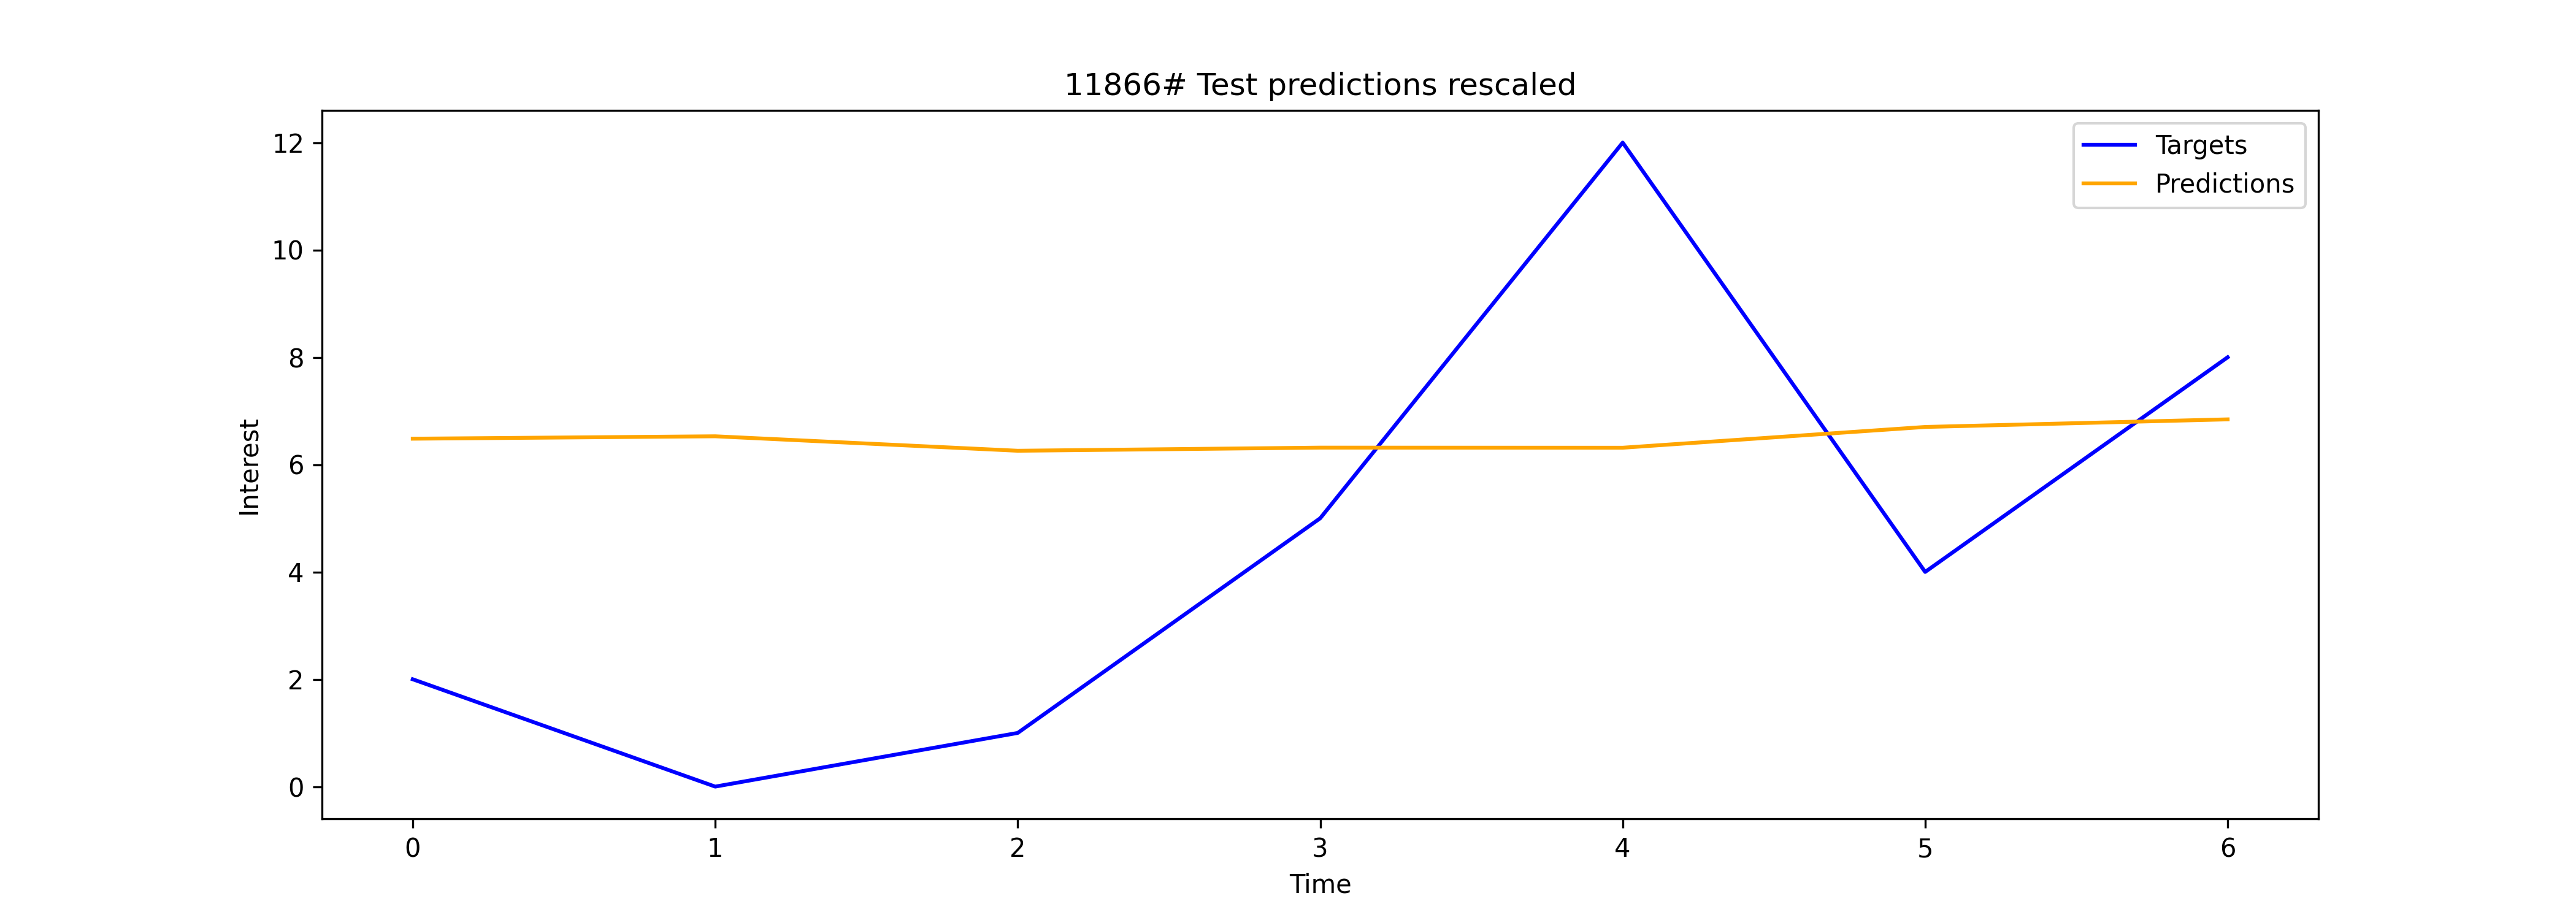 11866# Test predictions rescaled
Targets
Predictions
12
10
8
6
4
2
0
Interest
0 1 2 3 4 5 6
Time